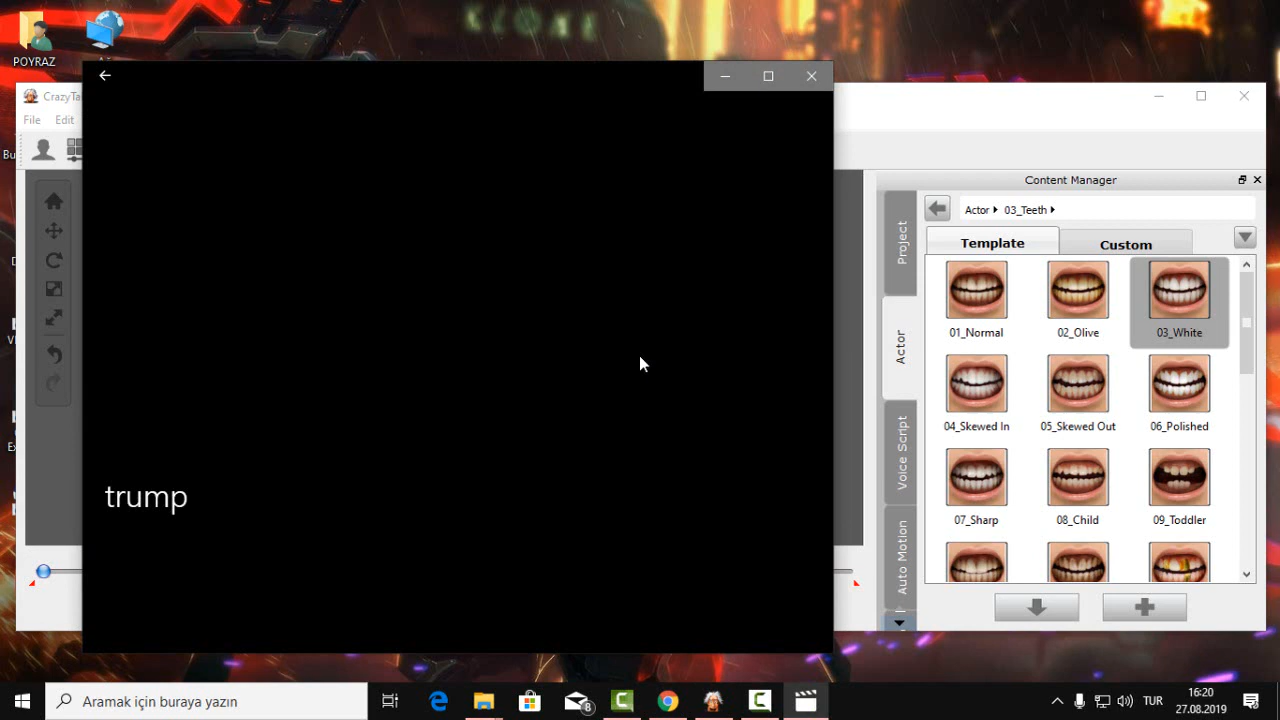 POYRAZ
CrazyTa
File Edit
trump
Content Manager
Actor 03_Teeth
Template
Custom
Project
Actor
Voice Script
Auto Motion
01_Normal
02_Olive
03_White
04_Skewed In
05_Skewed Out
06_Polished
07_Sharp
08_Child
09_Toddler
Aramak için buraya yazın
8
TUR
16:20
27.08.2019